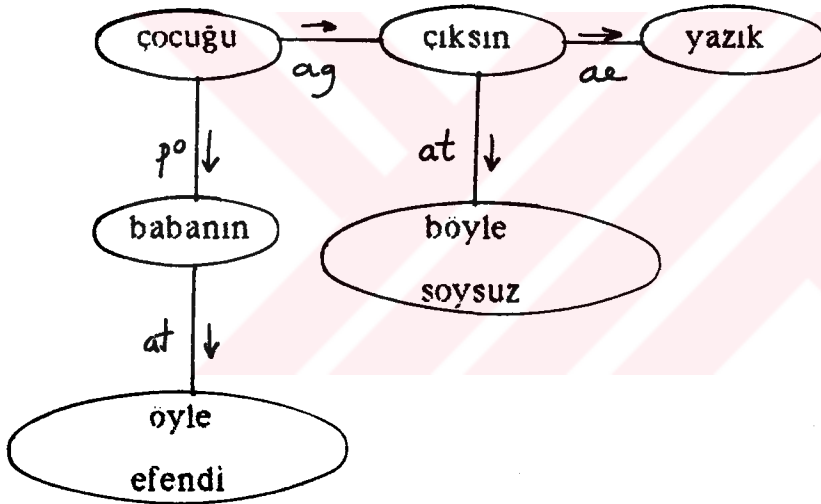 çocuğu
ag
çıksın
ae
yazık
po
at
babanın
böyle
soysuz
at
öyle
efendi